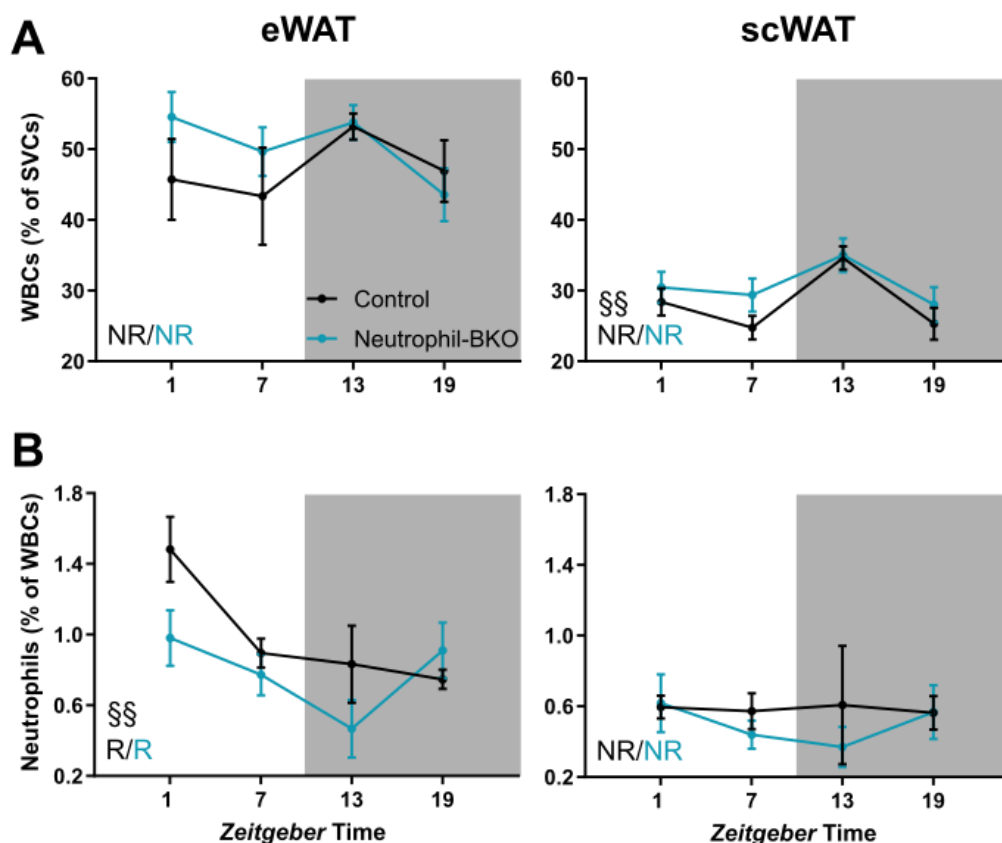 A
eWAT
scWAT
WBCs (% of SVCs)
60
50
40
30
20
Control
Neutrophil-BKO
NR/NR
1 7 13 19
60
50
40
30
20
§§
NR/NR
1 7 13 19
B
Neutrophils (% of WBCs)
1.8
1.4
1.0
0.6
0.2
§§
R/R
1 7 13 19
Zeitgeber Time
1.8
1.4
1.0
0.6
0.2
NR/NR
1 7 13 19
Zeitgeber Time